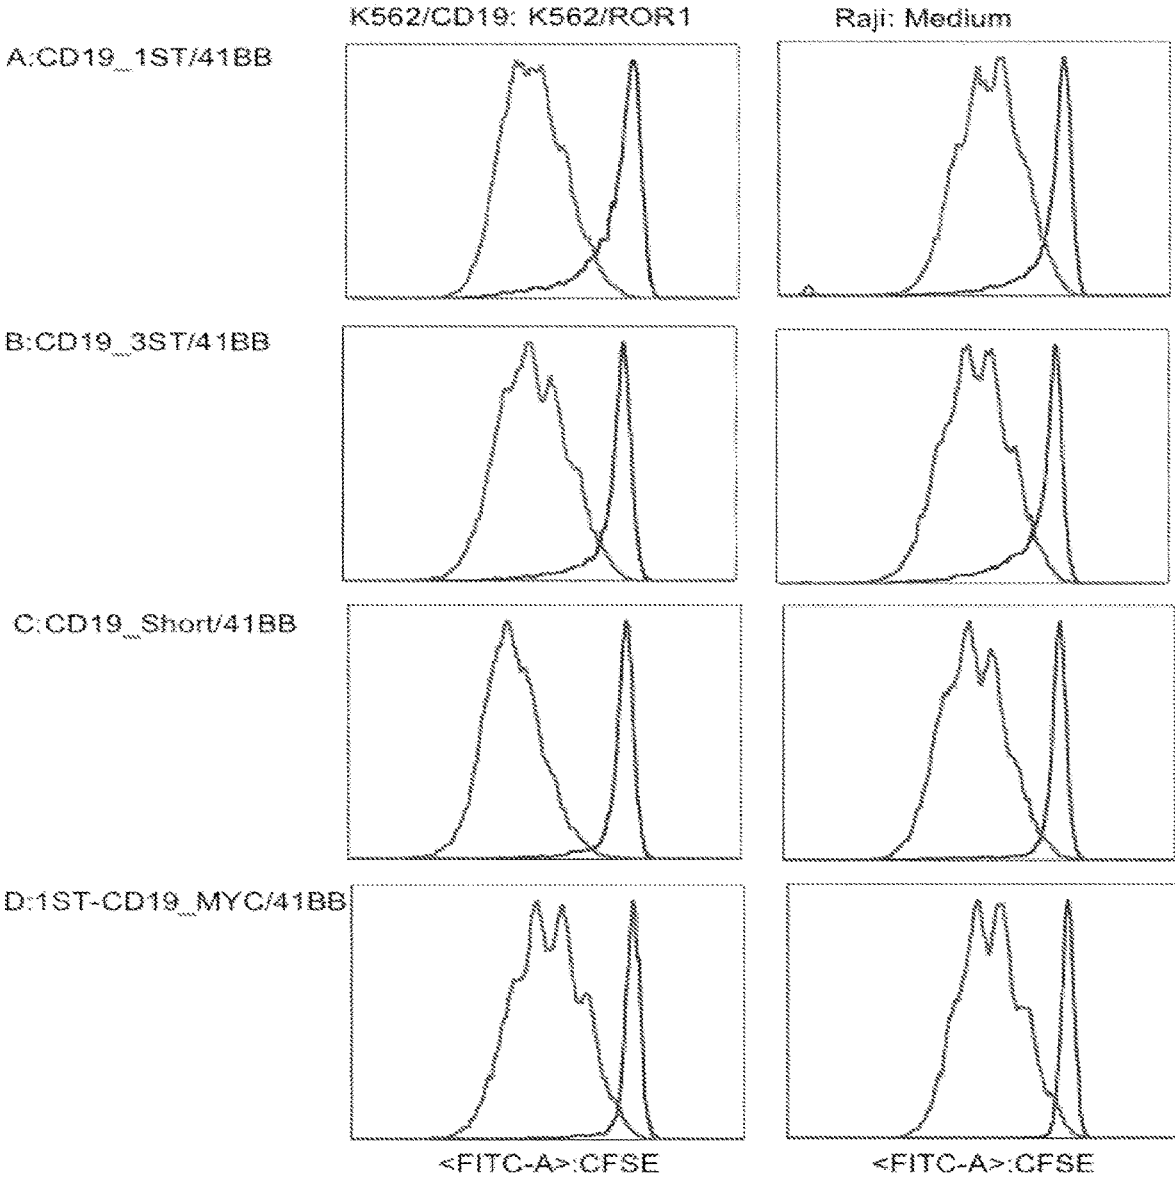 K562/CD19: K562/ROR1 Raji: Medium
A:CD19_1ST/41BB
B:CD19_3ST/41BB
C:CD19_Short/41BB
D:1ST-CD19_MYC/41BB
<FITC-A>:CFSE <FITC-A>:CFSE